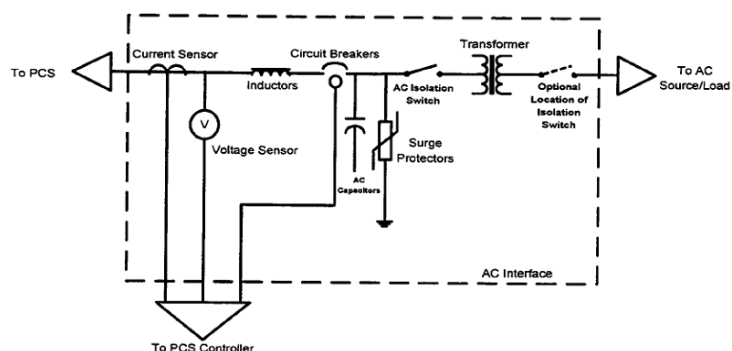 Current Sensor
Circuit Breakers
Transformer
To PCS
Inductors
AC Isolation
Switch
Optional
Location of
Isolation
Switch
To AC
Source/Load
V
Voltage Sensor
Surge
Protectors
AC
Capacitors
AC Interface
To PCS Controller